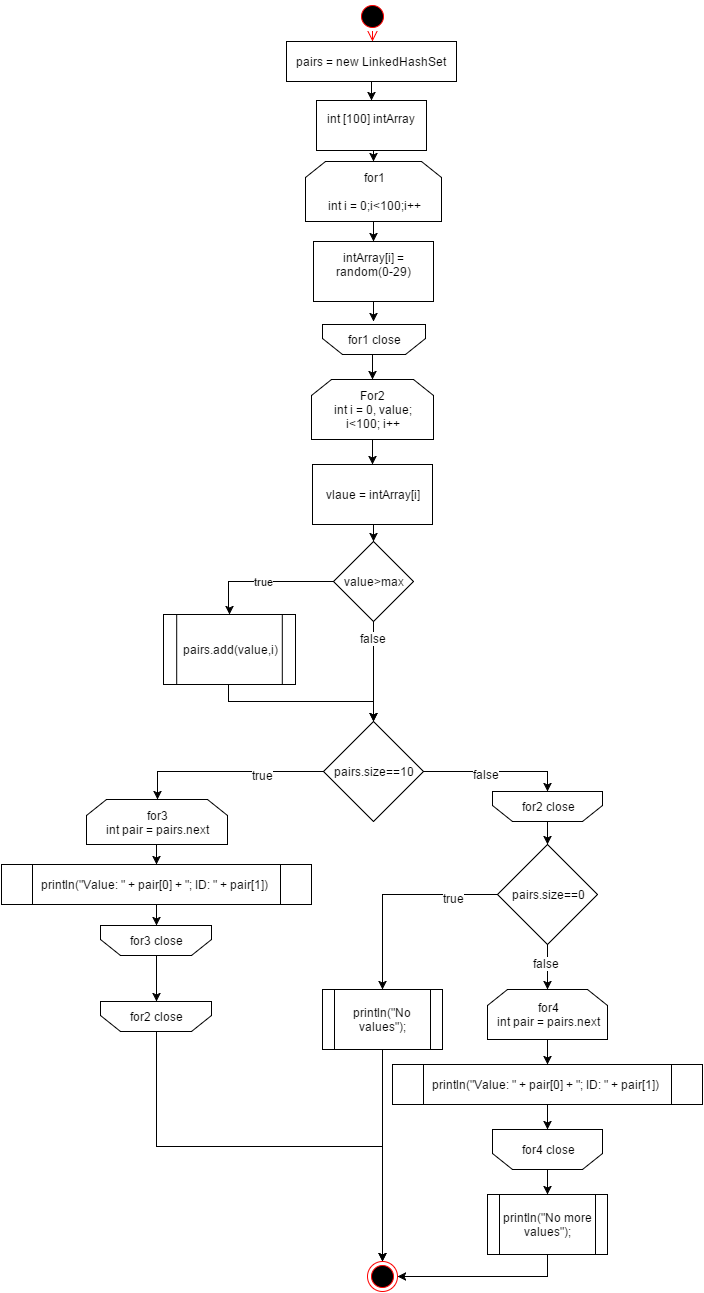 pairs = new LinkedHashSet
int [100] intArray
for1
int i = 0;i<100;i++
intArray[i] =
random(0-29)
for1 close
For2
int i = 0, value;
i<100; i++
vlaue = intArray[i]
value>max
true
false
pairs.add(value,i)
pairs.size==10
true
false
for3
int pair = pairs.next
println("Value: " + pair[0] + "; ID: " + pair[1])
for3 close
for2 close
for2 close
pairs.size==0
true
false
println("No
values");
for4
int pair = pairs.next
println("Value: " + pair[0] + "; ID: " + pair[1])
for4 close
println("No more
values");